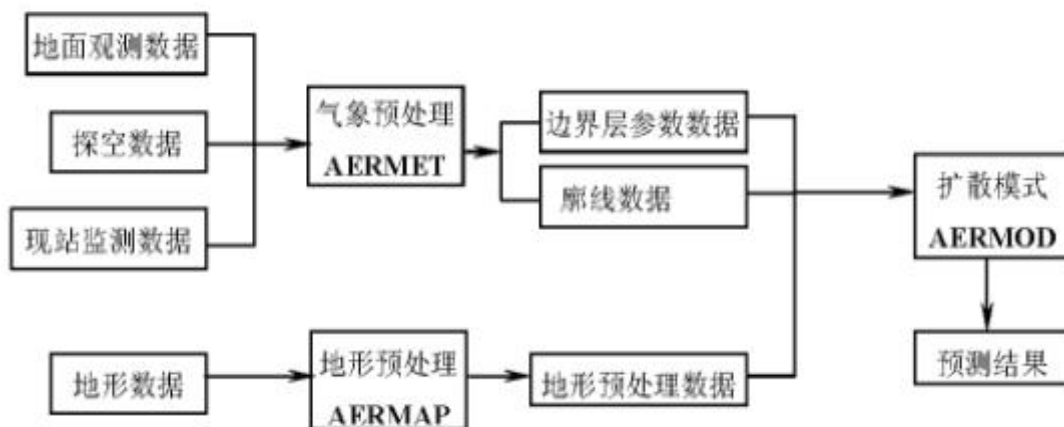 地面观测数据
探空数据
现站监测数据
气象预处理
AERMET
边界层参数数据
廓线数据
扩散模式
AERMOD
预测结果
地形数据
地形预处理
AERMAP
地形预处理数据